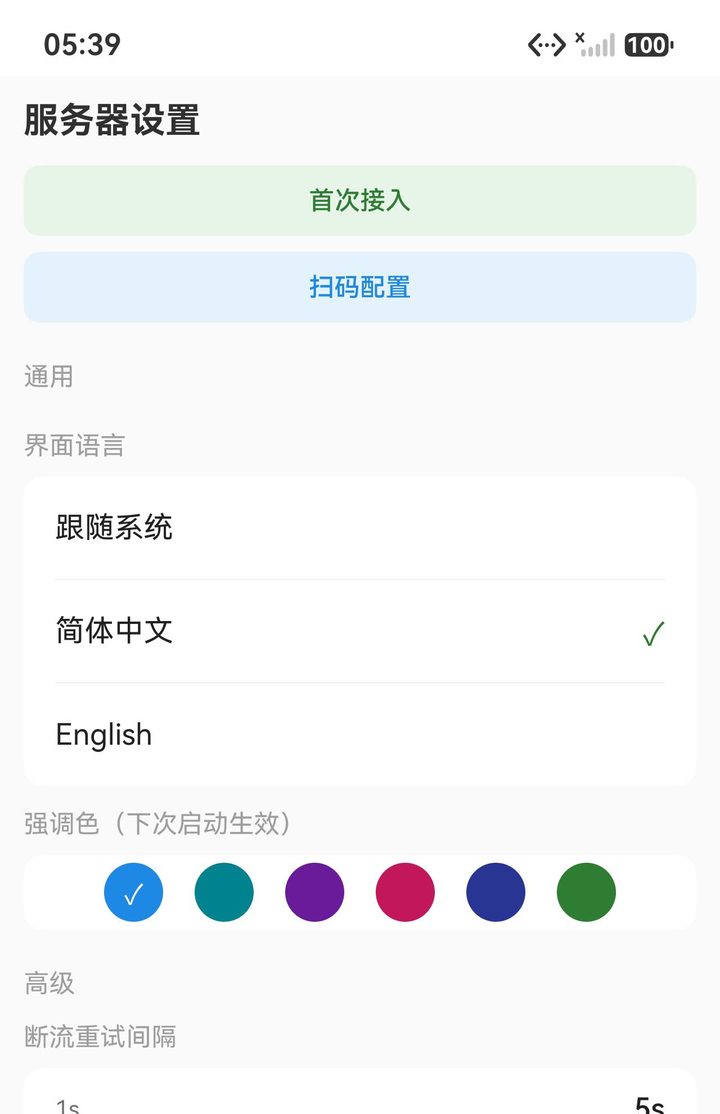 05:39
100
服务器设置
首次接入
扫码配置
通用
界面语言
跟随系统
简体中文
English
强调色（下次启动生效）
高级
断流重试间隔
1s 5s